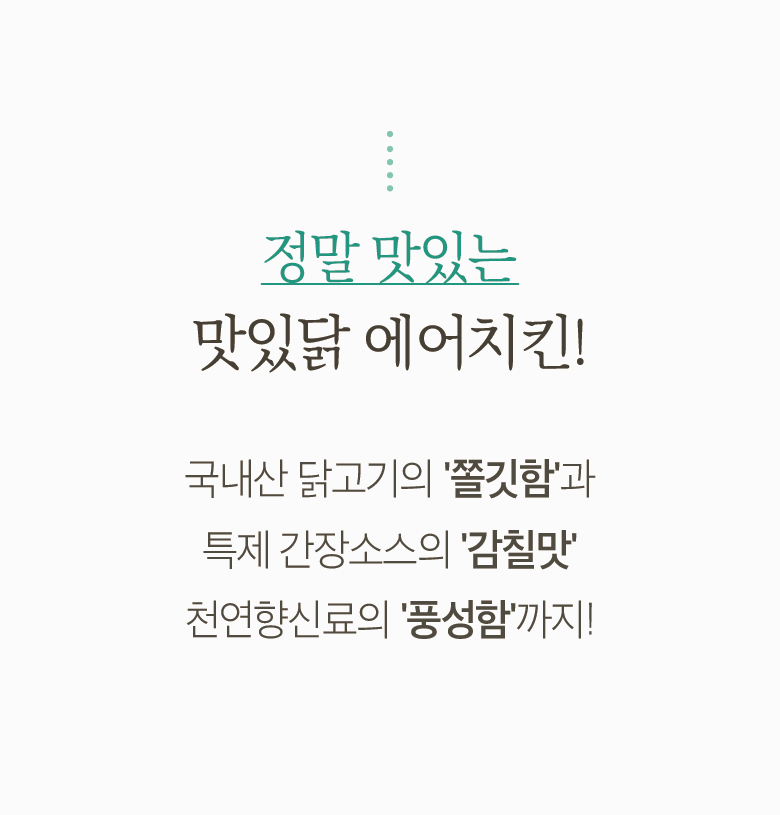 정말 맛있는
맛있닭 에어치킨!
국내산 닭고기의 '쫄깃함'과
특제 간장소스의 '감칠맛'
천연향신료의 '풍성함'까지!